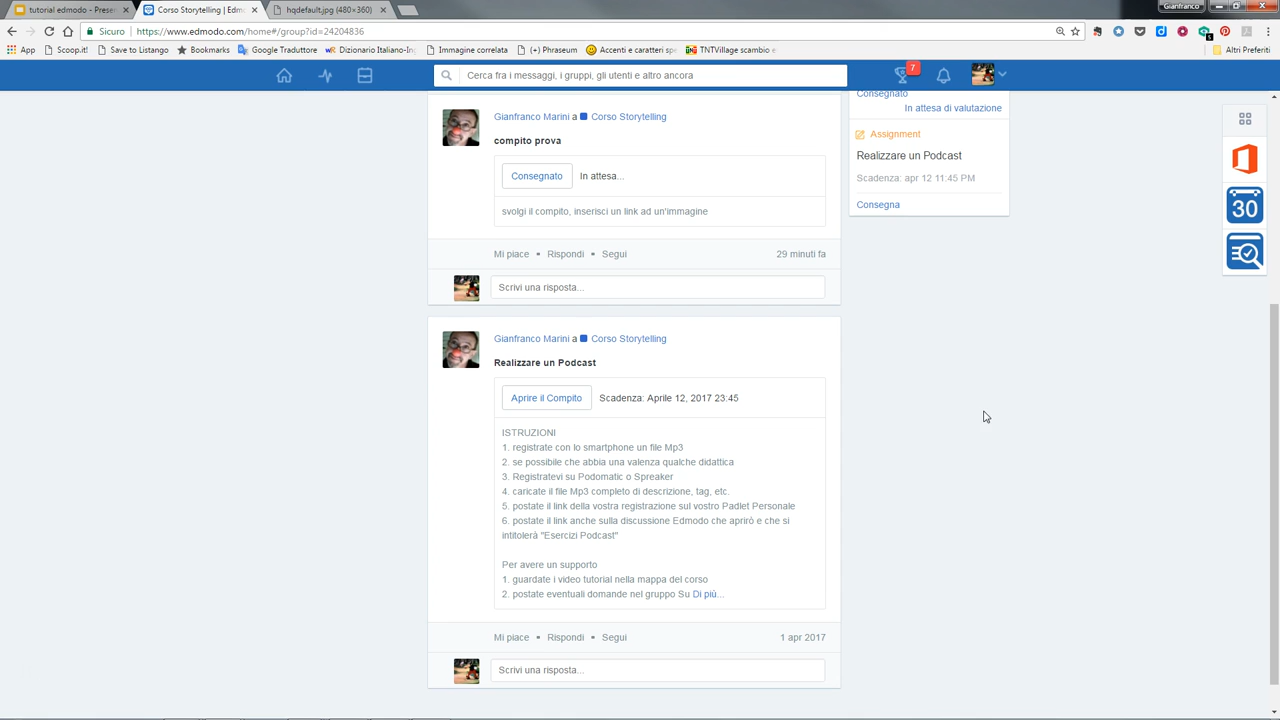 tutorial edmodo - Presen
Corso Storytelling | Edm
hqdefault.jpg (480×360)
Gianfranco
Sicuro
https://www.edmodo.com/home#/group?id=24204836
App
Scoop.it!
Save to Listango
Bookmarks
Google Traduttore
Dizionario Italiano-Ing
Immagine correlata
(+) Phraseum
Accenti e caratteri spe
TNTVillage scambio e
Altri Preferiti
Cerca fra i messaggi, i gruppi, gli utenti e altro ancora
7
Consegnato
In attesa di valutazione
Assignment
Realizzare un Podcast
Scadenza: apr 12 11:45 PM
Consegna
30
Gianfranco Marini a Corso Storytelling
compito prova
Consegnato In attesa...
svolgi il compito, inserisci un link ad un'immagine
Mi piace • Rispondi • Segui 29 minuti fa
Scrivi una risposta...
Gianfranco Marini a Corso Storytelling
Realizzare un Podcast
Aprire il Compito Scadenza: Aprile 12, 2017 23:45
ISTRUZIONI
1. registrate con lo smartphone un file Mp3
2. se possibile che abbia una valenza qualche didattica
3. Registratevi su Podomatic o Spreaker
4. caricate il file Mp3 completo di descrizione, tag, etc.
5. postate il link della vostra registrazione sul vostro Padlet Personale
6. postate il link anche sulla discussione Edmodo che aprirò e che si
intitolerà "Esercizi Podcast"
Per avere un supporto
1. guardate i video tutorial nella mappa del corso
2. postate eventuali domande nel gruppo Su Di più...
Mi piace • Rispondi • Segui 1 apr 2017
Scrivi una risposta...